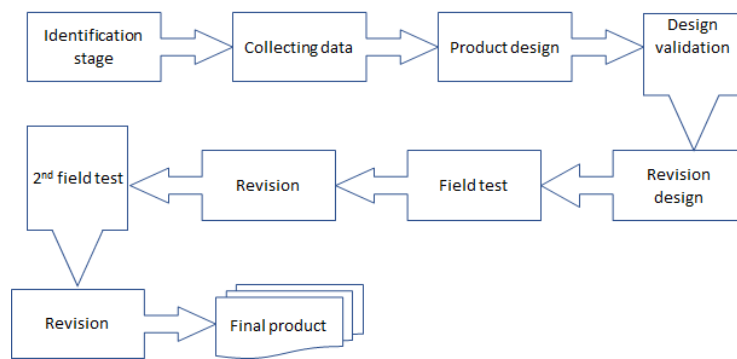 Identification
stage
Collecting data
Product design
Design
validation
2nd field test
Revision
Field test
Revision
design
Revision
Final product